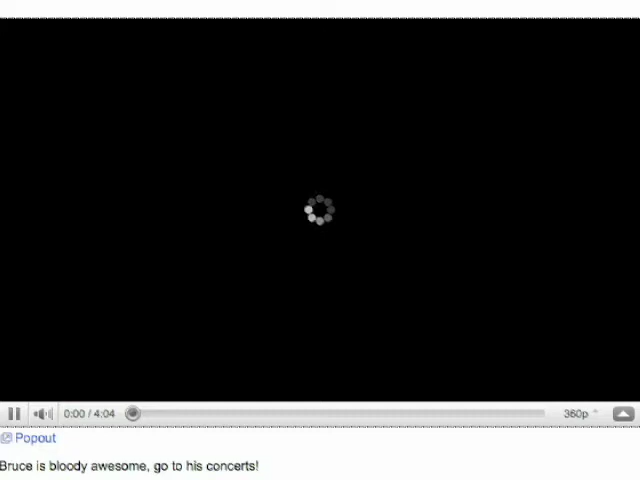 0:00 / 4:04
360p
Popout
Bruce is bloody awesome, go to his concerts!